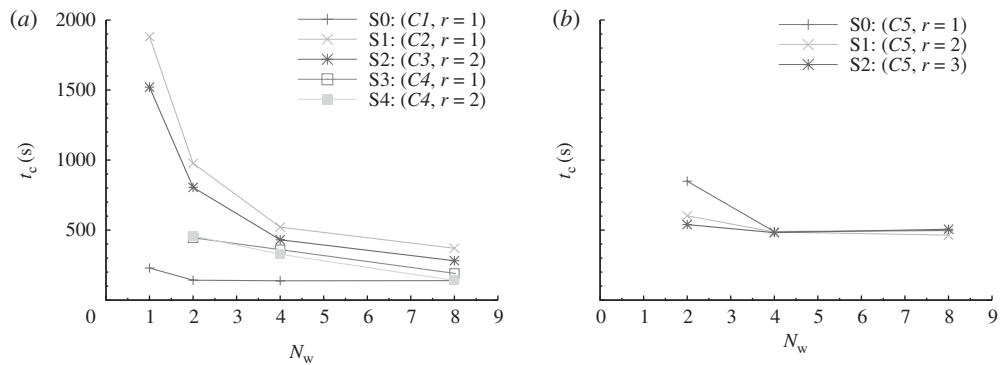 (a)
2000
1500
1000
500
0
t_c (s)
S0: (C1, r = 1)
S1: (C2, r = 1)
S2: (C3, r = 2)
S3: (C4, r = 1)
S4: (C4, r = 2)
1 2 3 4 5 6 7 8 9
N_w
(b)
t_c (s)
S0: (C5, r = 1)
S1: (C5, r = 2)
S2: (C5, r = 3)
0 1 2 3 4 5 6 7 8 9
N_w